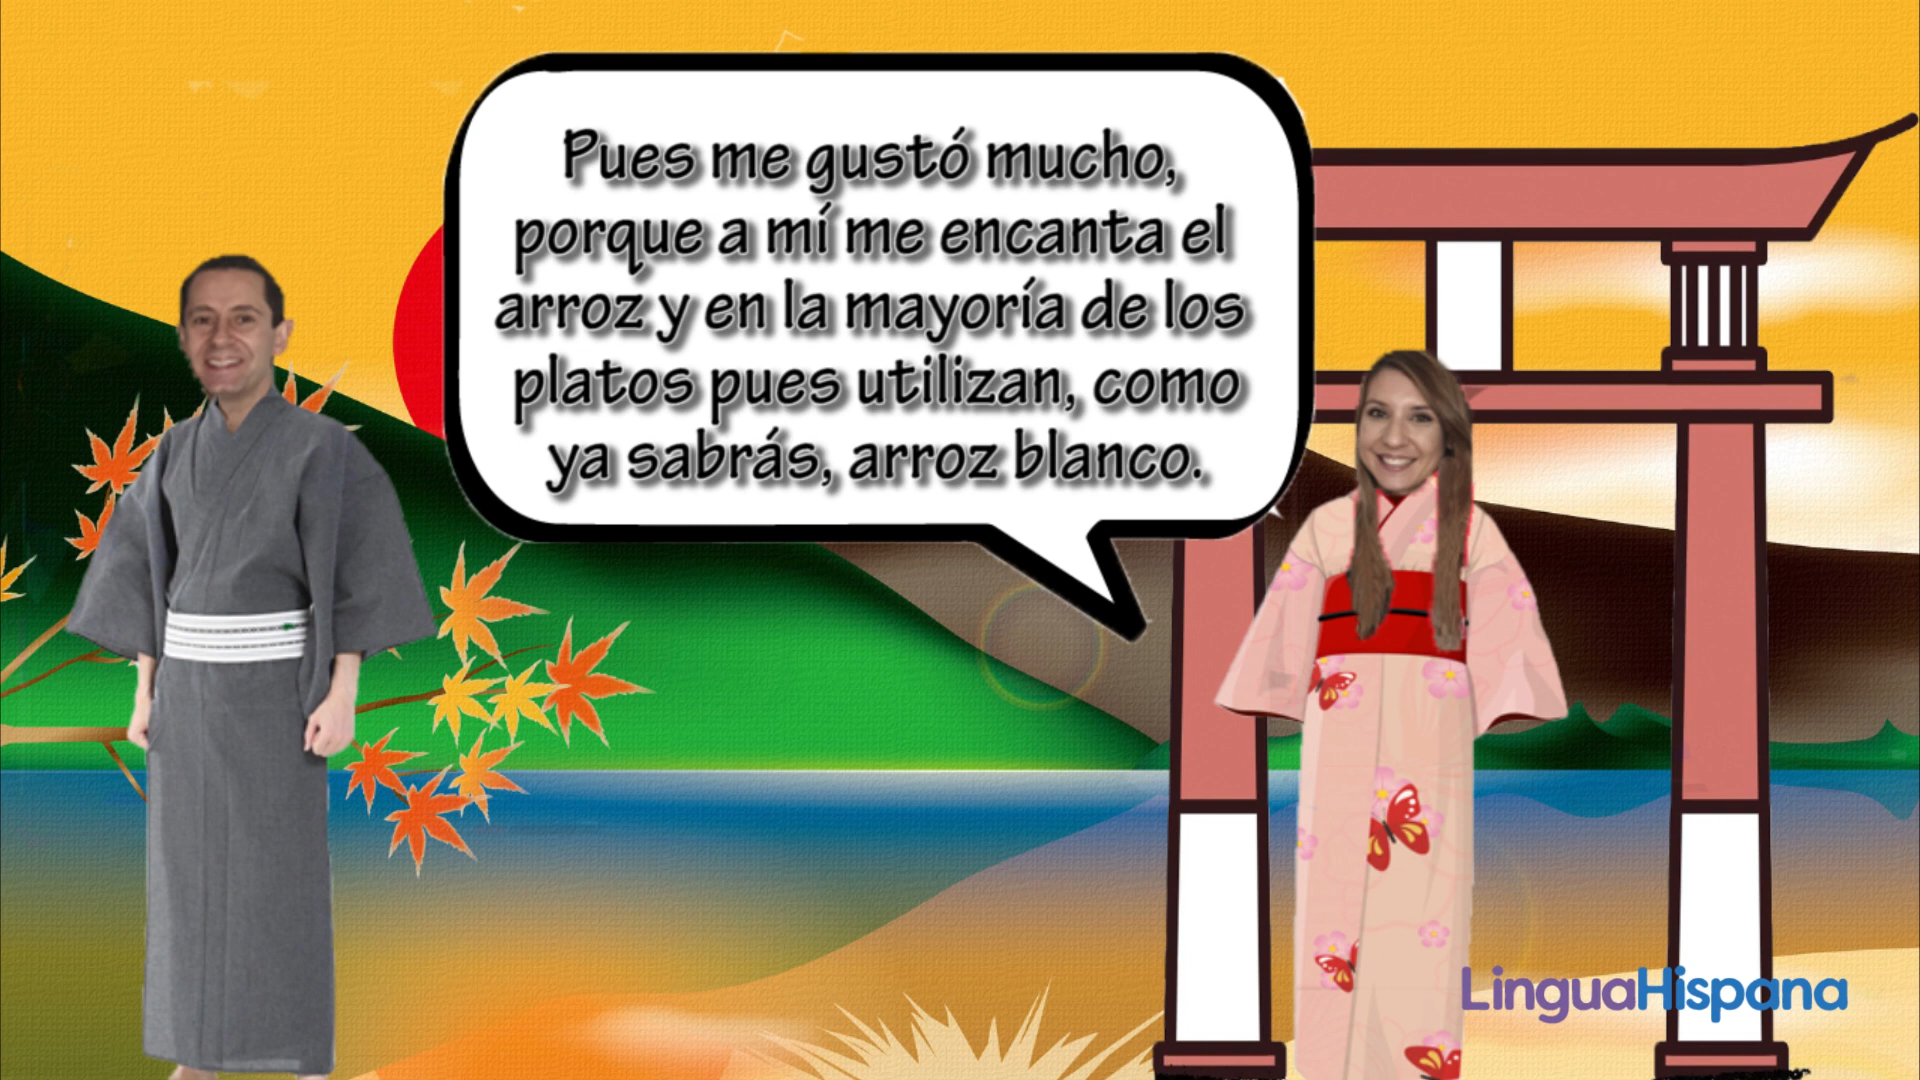 Pues me gustó mucho,
porque a mí me encanta el
arroz y en la mayoría de los
platos pues utilizan, como
ya sabrás, arroz blanco.
LinguaHispana